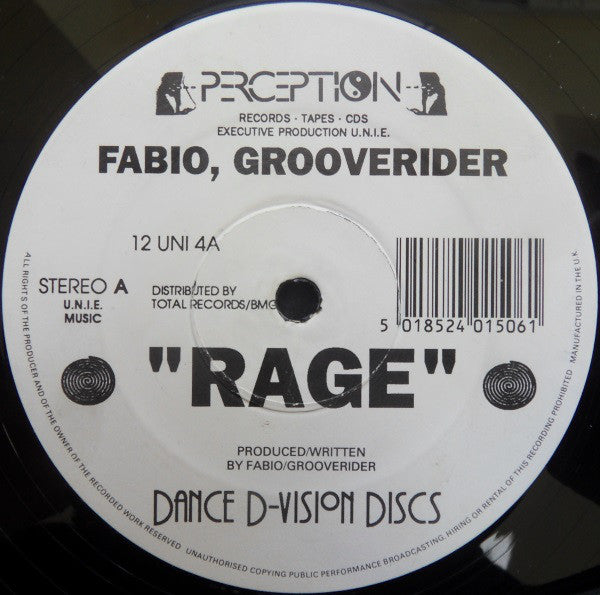 PERCEPTION
RECORDS · TAPES · CDS
EXECUTIVE PRODUCTION U.N.I.E.
FABIO, GROOVERIDER
12 UNI 4A
STEREO A
U.N.I.E.
MUSIC
DISTRIBUTED BY
TOTAL RECORDS/BMG
5 018524 015061
"RAGE"
PRODUCED/WRITTEN
BY FABIO/GROOVERIDER
DANCE D-VISION DISCS
ALL RIGHTS OF THE PRODUCER AND OF THE OWNER OF THE RECORDED WORK RESERVED UNAUTHORISED COPYING PUBLIC PERFORMANCE BROADCASTING, HIRING OR RENTAL OF THIS RECORDING PROHIBITED MANUFACTURED IN THE U.K.